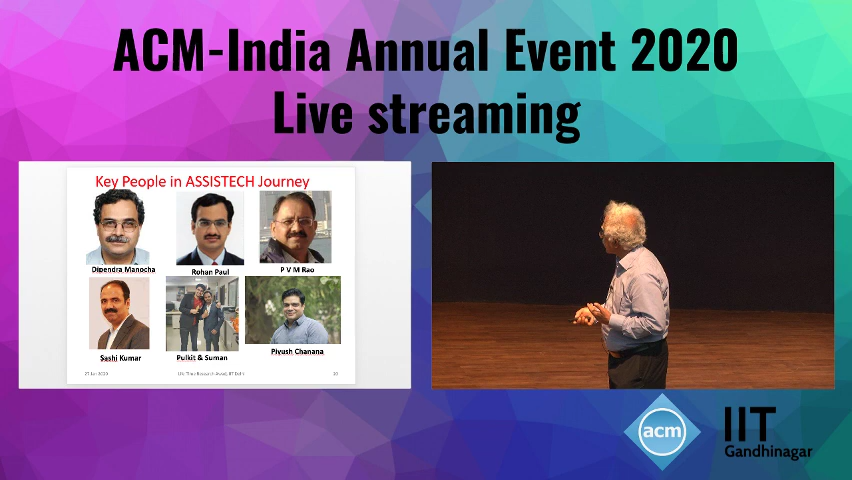 ACM-India Annual Event 2020
Live streaming
Key People in ASSISTECH Journey
Dipendra Manocha
Rohan Paul
P V M Rao
Sashi Kumar
Pulkit & Suman
Piyush Chanana
acm
IIT
Gandhinagar